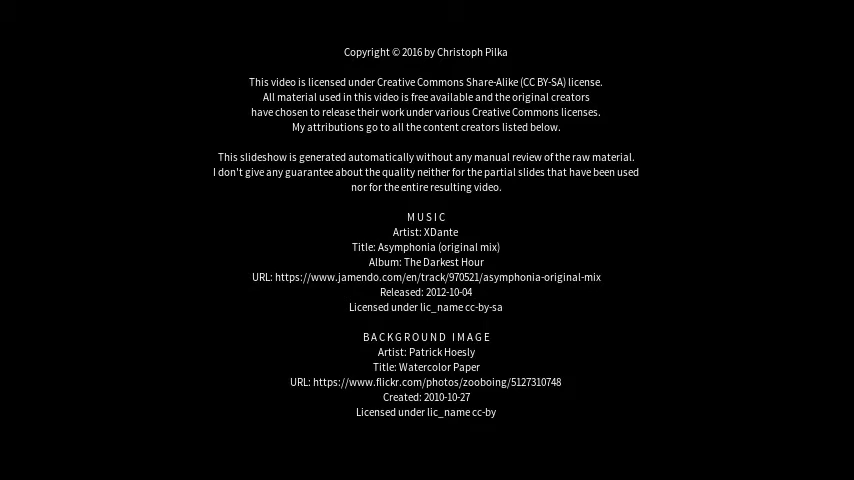 Copyright © 2016 by Christoph Pilka
This video is licensed under Creative Commons Share-Alike (CC BY-SA) license.
All material used in this video is free available and the original creators
have chosen to release their work under various Creative Commons licenses.
My attributions go to all the content creators listed below.
This slideshow is generated automatically without any manual review of the raw material.
I don't give any guarantee about the quality neither for the partial slides that have been used
nor for the entire resulting video.
M U S I C
Artist: XDante
Title: Asymphonia (original mix)
Album: The Darkest Hour
URL: https://www.jamendo.com/en/track/970521/asymphonia-original-mix
Released: 2012-10-04
Licensed under lic_name cc-by-sa
B A C K G R O U N D   I M A G E
Artist: Patrick Hoesly
Title: Watercolor Paper
URL: https://www.flickr.com/photos/zooboing/5127310748
Created: 2010-10-27
Licensed under lic_name cc-by